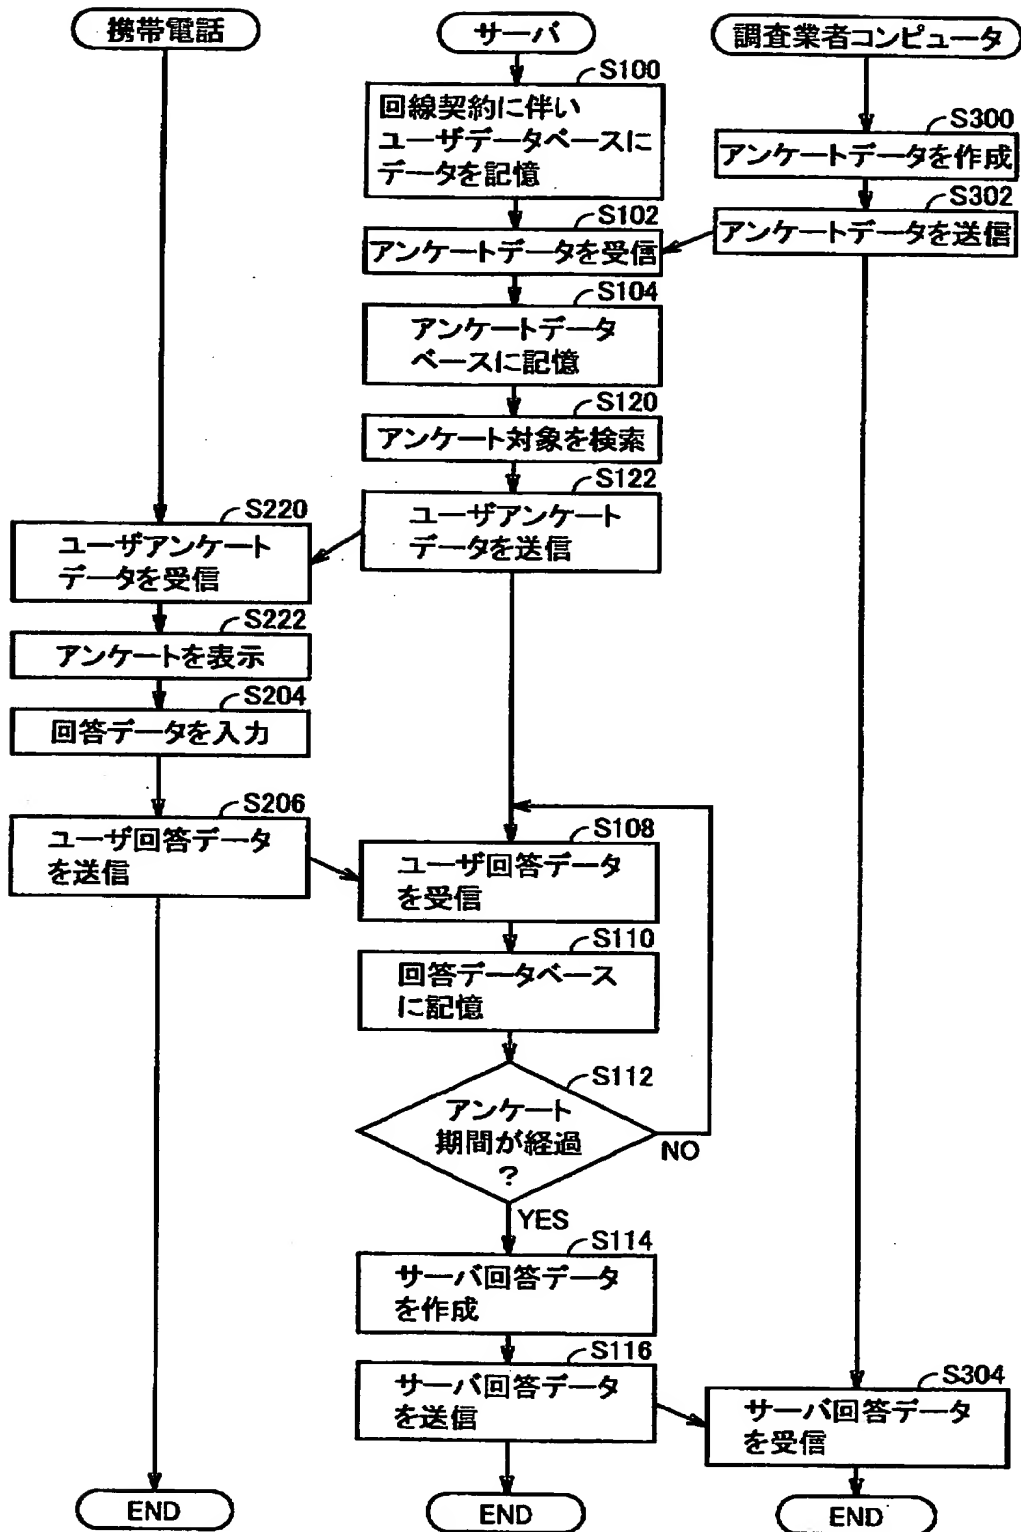 携帯電話
サーバ
調査業者コンピュータ
S100
回線契約に伴い
ユーザデータベースに
データを記憶
S300
アンケートデータを作成
S302
アンケートデータを送信
S102
アンケートデータを受信
S104
アンケートデータ
ベースに記憶
S120
アンケート対象を検索
S122
ユーザアンケート
データを送信
S220
ユーザアンケート
データを受信
S222
アンケートを表示
S204
回答データを入力
S206
ユーザ回答データ
を送信
S108
ユーザ回答データ
を受信
S110
回答データベース
に記憶
S112
アンケート
期間が経過
?
NO
YES
S114
サーバ回答データ
を作成
S116
サーバ回答データ
を送信
S304
サーバ回答データ
を受信
END
END
END